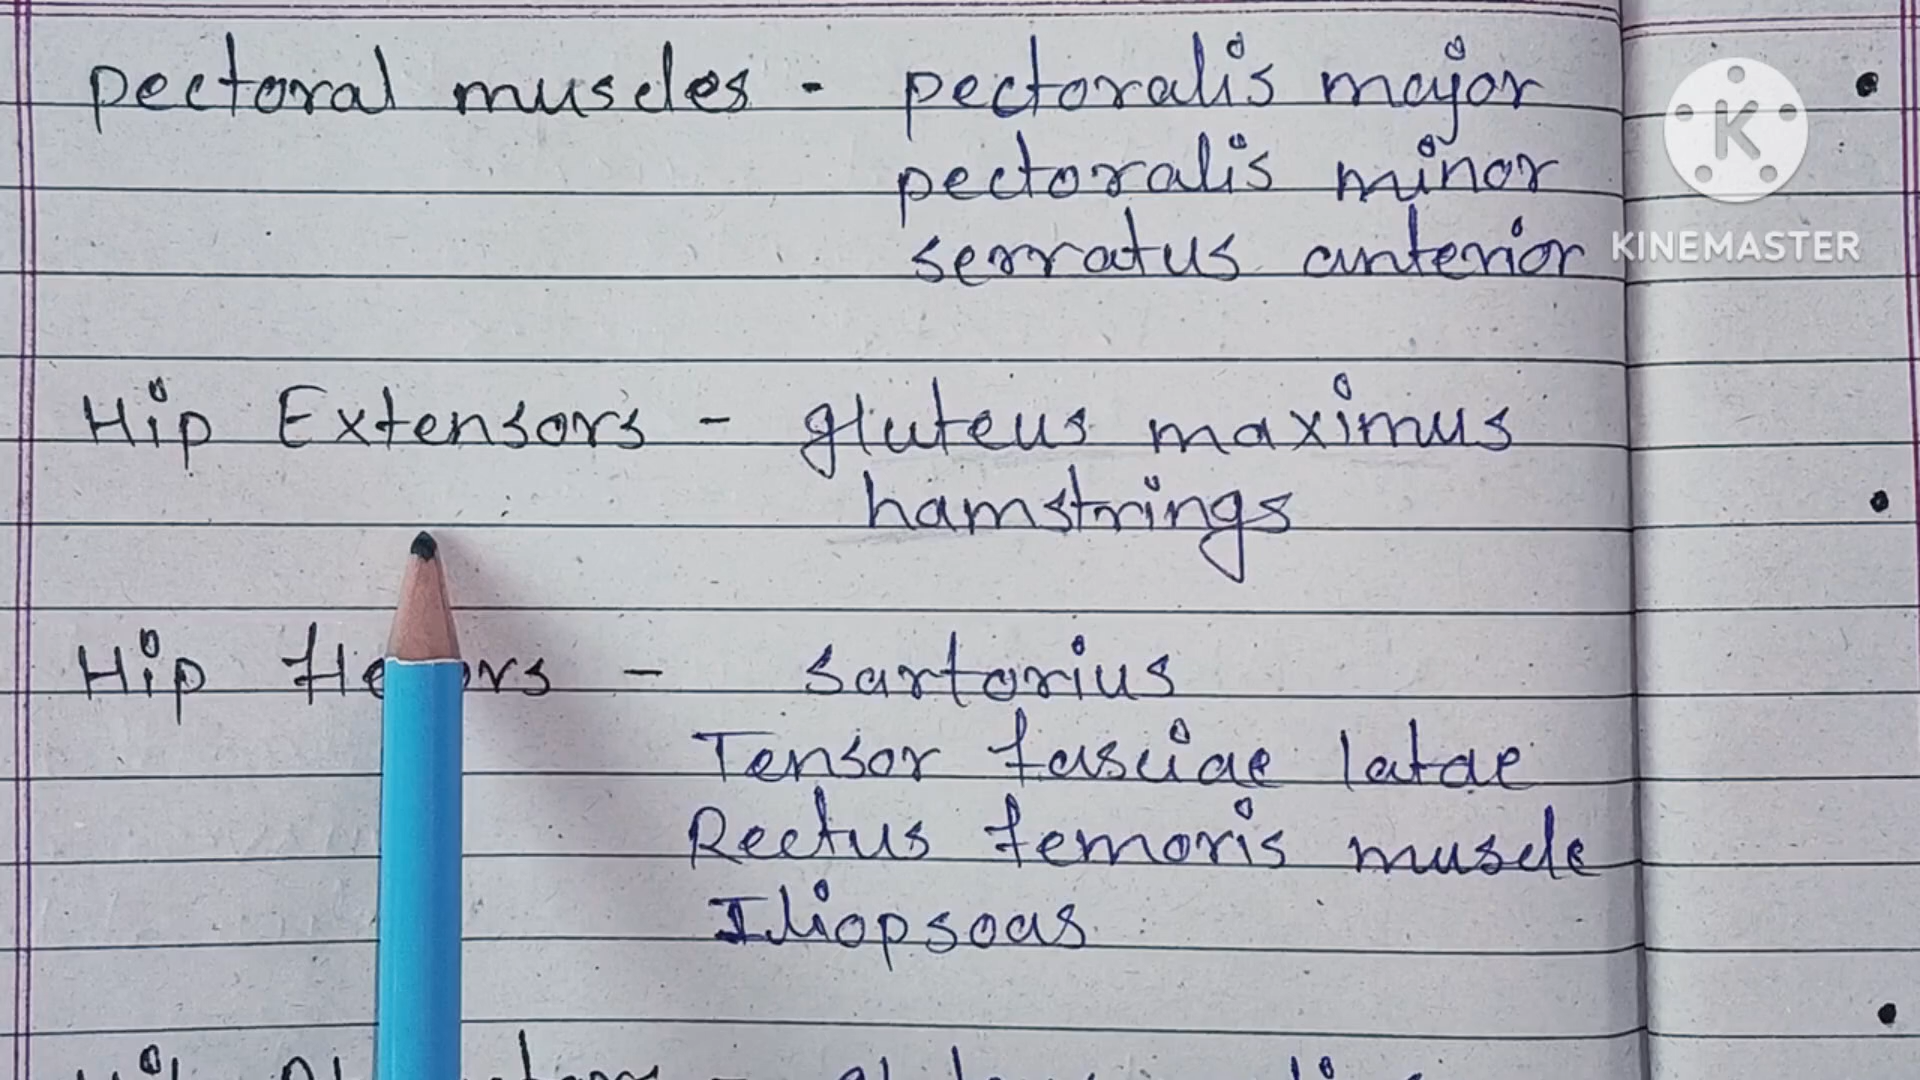 pectoral muscles - pectoralis major
pectoralis minor
serratus anterior
KINEMASTER
Hip Extensors - gluteus maximus
hamstrings
Hip - sartorius
Tensor fasciae latae
Rectus femoris muscle
Iliopsoas